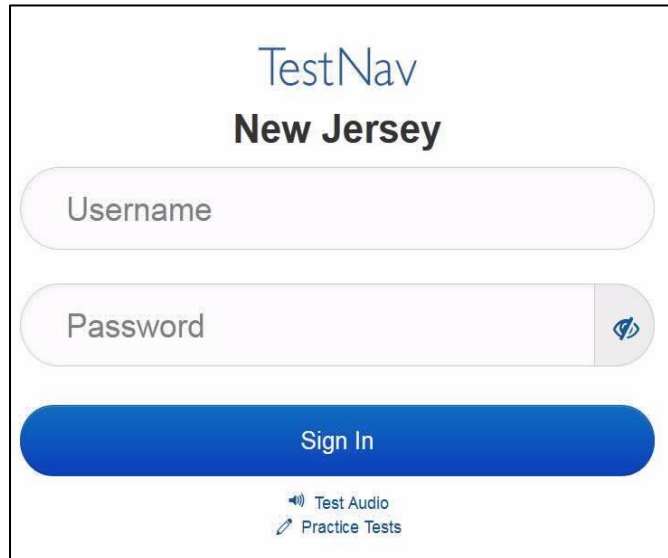 TestNav
New Jersey
Username
Password
Sign In
Test Audio
Practice Tests